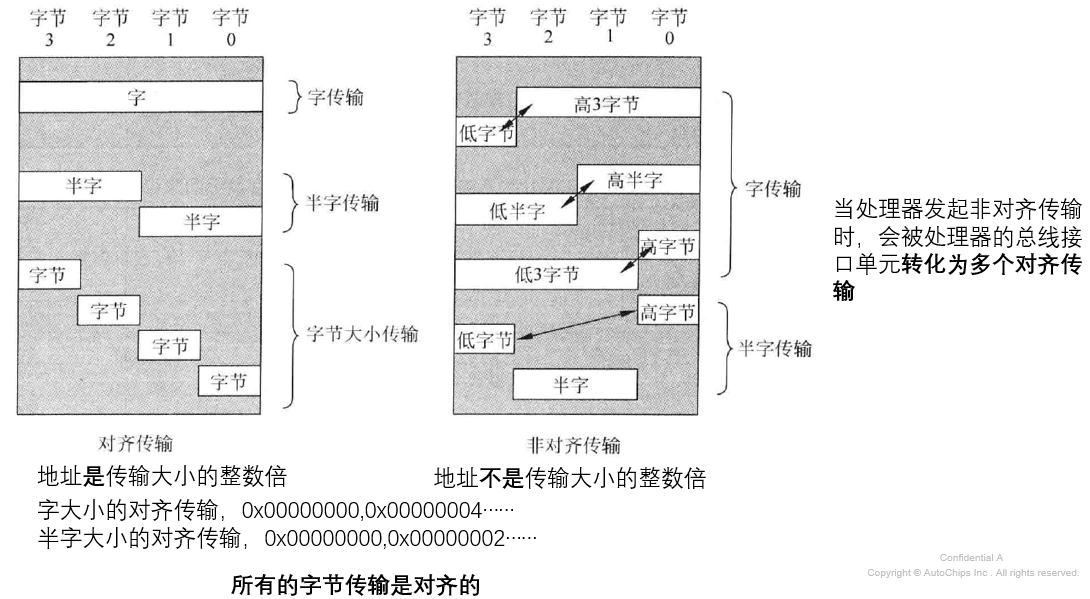 字节 字节 字节 字节
3 2 1 0
字
字传输
半字
半字
半字传输
字节
字节
字节
字节
字节大小传输
对齐传输
地址是传输大小的整数倍
字大小的对齐传输，0x00000000,0x00000004……
半字大小的对齐传输，0x00000000,0x00000002……
所有的字节传输是对齐的
字节 字节 字节 字节
3 2 1 0
高3字节
低字节
高半字
低半字
高字节
低3字节
字传输
高字节
低字节
半字
半字传输
非对齐传输
地址不是传输大小的整数倍
当处理器发起非对齐传输
时，会被处理器的总线接
口单元转化为多个对齐传
输
Confidential A
Copyright © AutoChips Inc . All rights reserved.